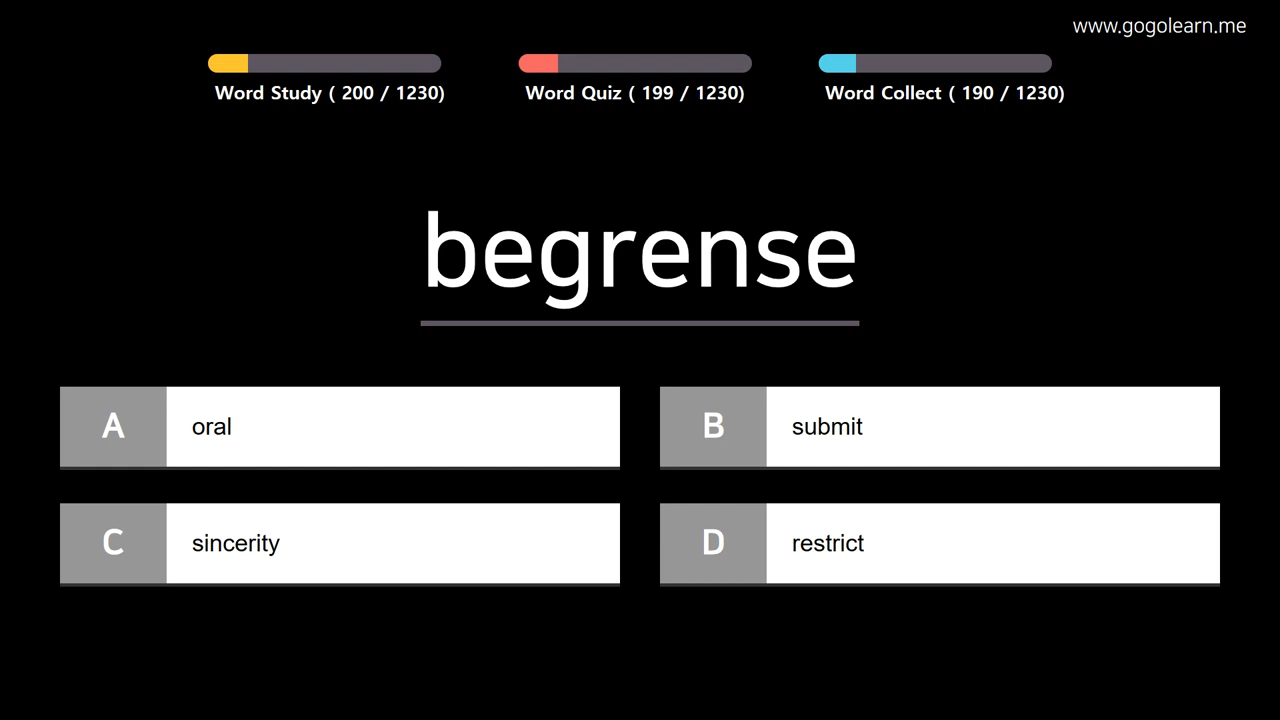 www.gogolearn.me
Word Study ( 200 / 1230)
Word Quiz ( 199 / 1230)
Word Collect ( 190 / 1230)
begrense
A oral
B submit
C sincerity
D restrict